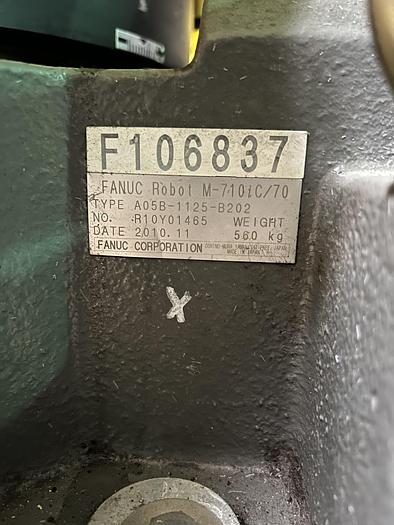 F106837
FANUC Robot M-710iC/70
TYPE A05B-1125-B202
NO. R10Y01465 WEIGHT
DATE 2010.11 560 kg
FANUC CORPORATION
MADE IN JAPAN
X